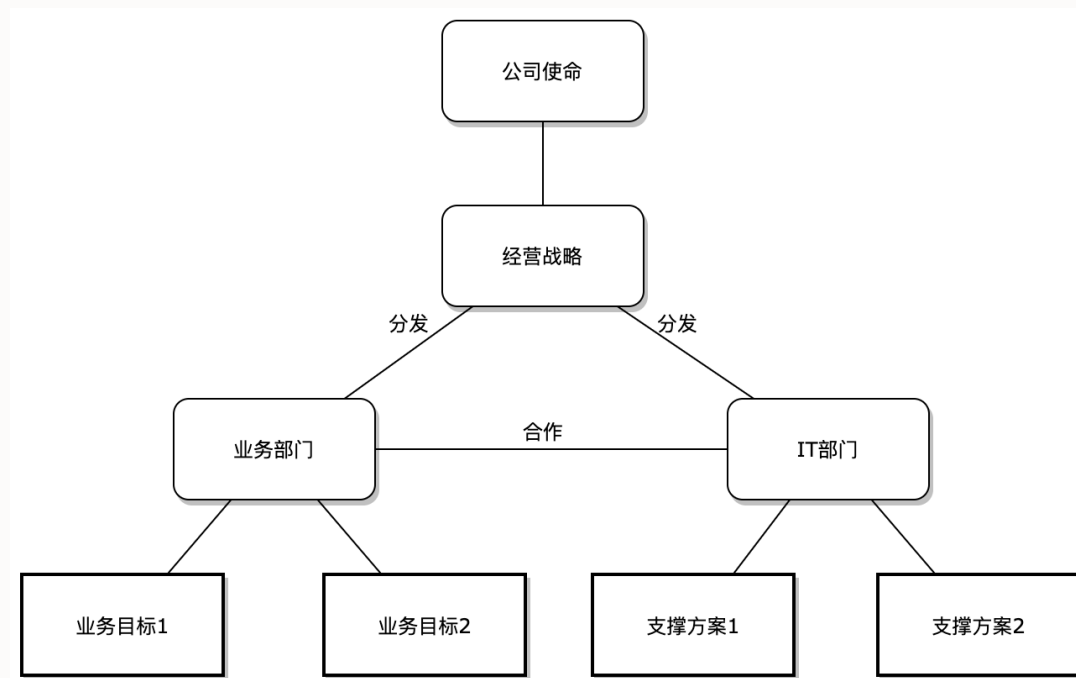 公司使命
经营战略
分发
分发
合作
业务部门
IT部门
业务目标1
业务目标2
支撑方案1
支撑方案2